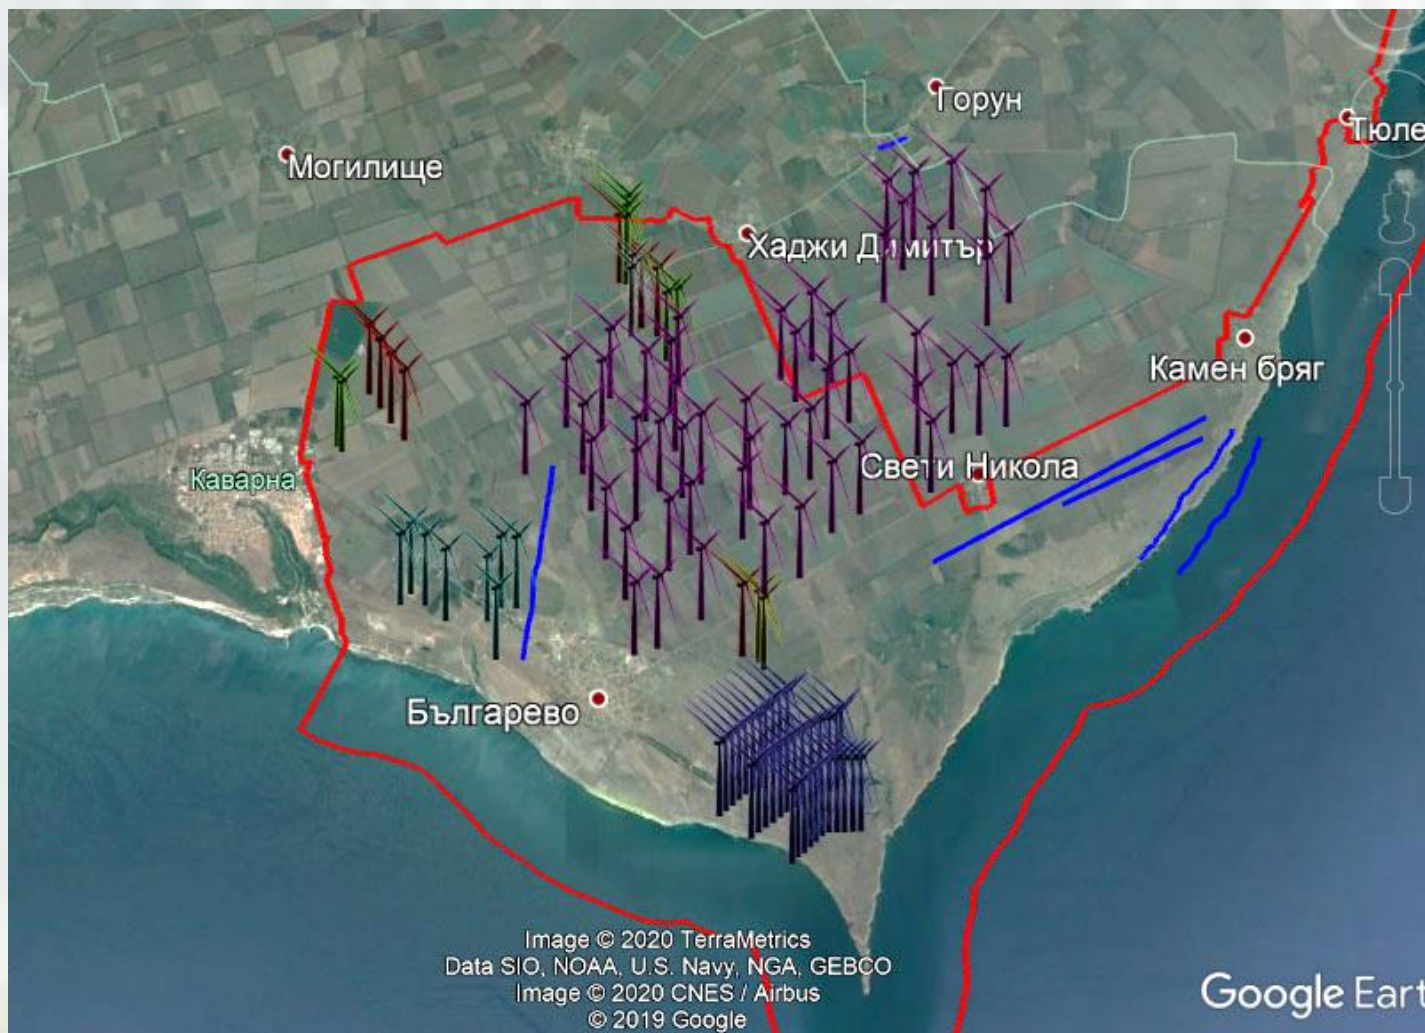 Горун
Тюле
Могилище
Хаджи Димитър
Камен бряг
Свети Никола
Каварна
Българево
Image © 2020 TerraMetrics
Data SIO, NOAA, U.S. Navy, NGA, GEBCO
Image © 2020 CNES / Airbus
© 2019 Google
Google Eart